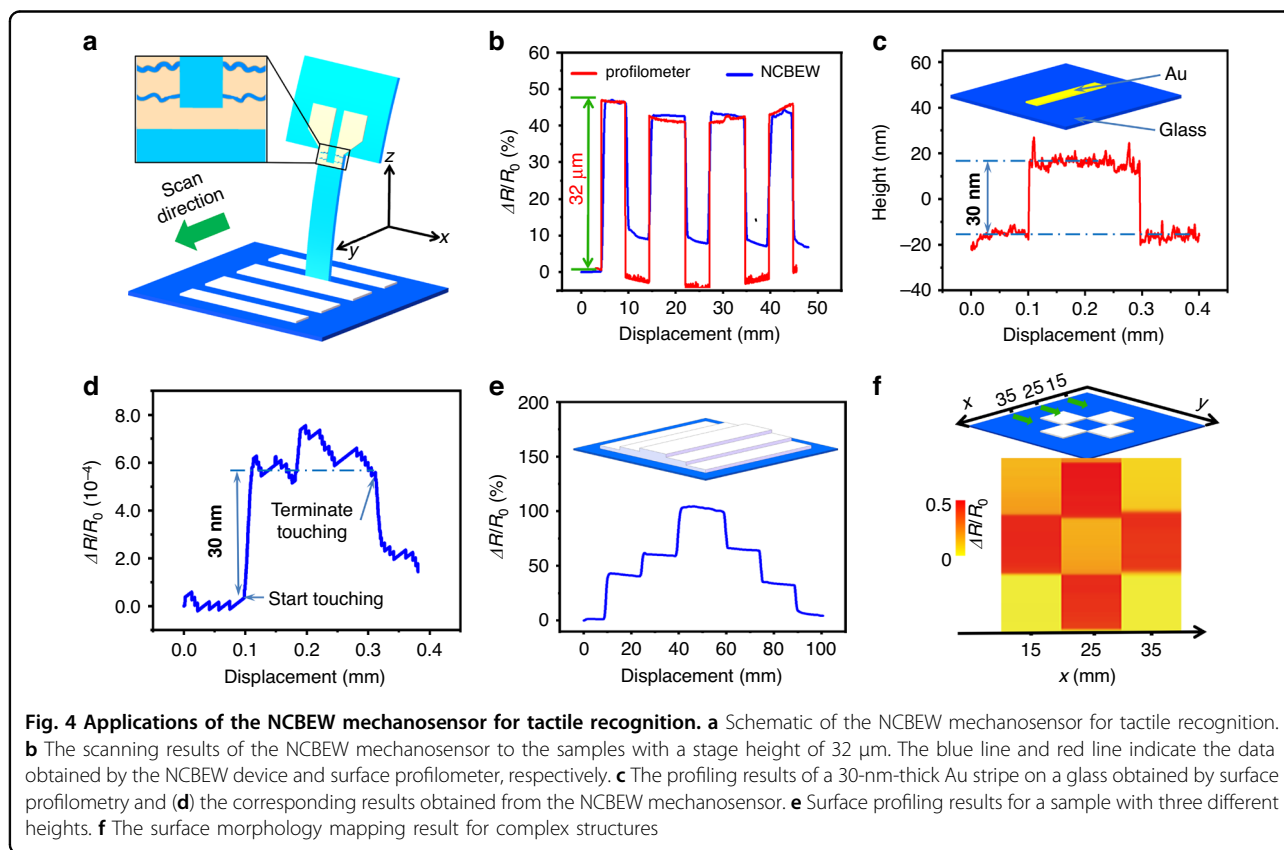 a
Scan
direction
z
y
x
b
60
50
40
30
20
10
0
ΔR/R0 (%)
profilometer
NCBEW
32 μm
0 10 20 30 40 50
Displacement (mm)
c
60
40
20
0
–20
–40
Height (nm)
Au
Glass
30 nm
0.0 0.1 0.2 0.3 0.4
Displacement (mm)
d
8.0
6.0
4.0
2.0
0.0
ΔR/R0 (10–4)
30 nm
Terminate
touching
Start touching
0.0 0.1 0.2 0.3 0.4
Displacement (mm)
e
200
150
100
50
0
ΔR/R0 (%)
0 20 40 60 80 100
Displacement (mm)
f
x
35 25 15
y
0.5
0
ΔR/R0
15 25 35
x (mm)
Fig. 4 Applications of the NCBEW mechanosensor for tactile recognition. a Schematic of the NCBEW mechanosensor for tactile recognition.
b The scanning results of the NCBEW mechanosensor to the samples with a stage height of 32 μm. The blue line and red line indicate the data
obtained by the NCBEW device and surface profilometer, respectively. c The profiling results of a 30-nm-thick Au stripe on a glass obtained by surface
profilometry and (d) the corresponding results obtained from the NCBEW mechanosensor. e Surface profiling results for a sample with three different
heights. f The surface morphology mapping result for complex structures